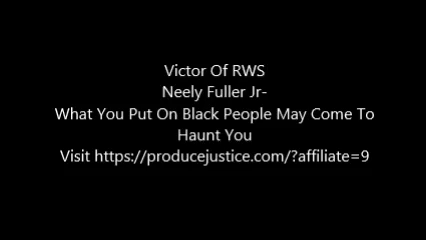 Victor Of RWS
Neely Fuller Jr-
What You Put On Black People May Come To
Haunt You
Visit https://producejustice.com/?affiliate=9